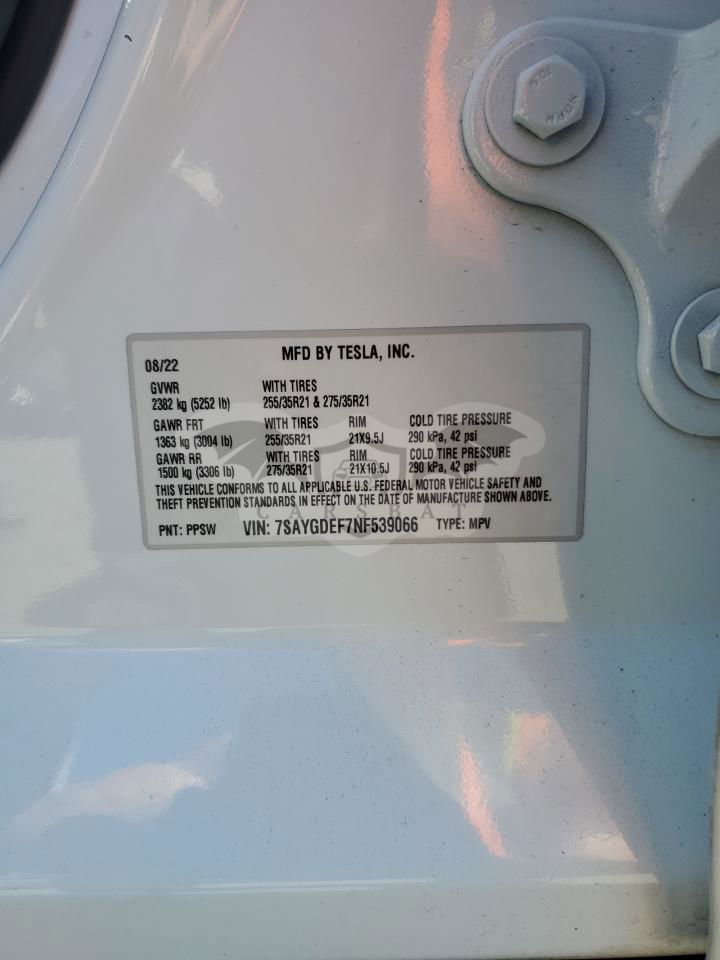 10.9
MFD BY TESLA, INC.
08/22
GVWR WITH TIRES
2382 kg (5252 lb) 255/35R21 & 275/35R21
GAWR FRT WITH TIRES RIM COLD TIRE PRESSURE
1363 kg (3004 lb) 255/35R21 21X9.5J 290 kPa, 42 psi
GAWR RR WITH TIRES RIM COLD TIRE PRESSURE
1500 kg (3306 lb) 275/35R21 21X10.5J 290 kPa, 42 psi
THIS VEHICLE CONFORMS TO ALL APPLICABLE U.S. FEDERAL MOTOR VEHICLE SAFETY AND
THEFT PREVENTION STANDARDS IN EFFECT ON THE DATE OF MANUFACTURE SHOWN ABOVE.
CARSBAT
PNT: PPSW VIN: 7SAYGDEF7NF539066 TYPE: MPV